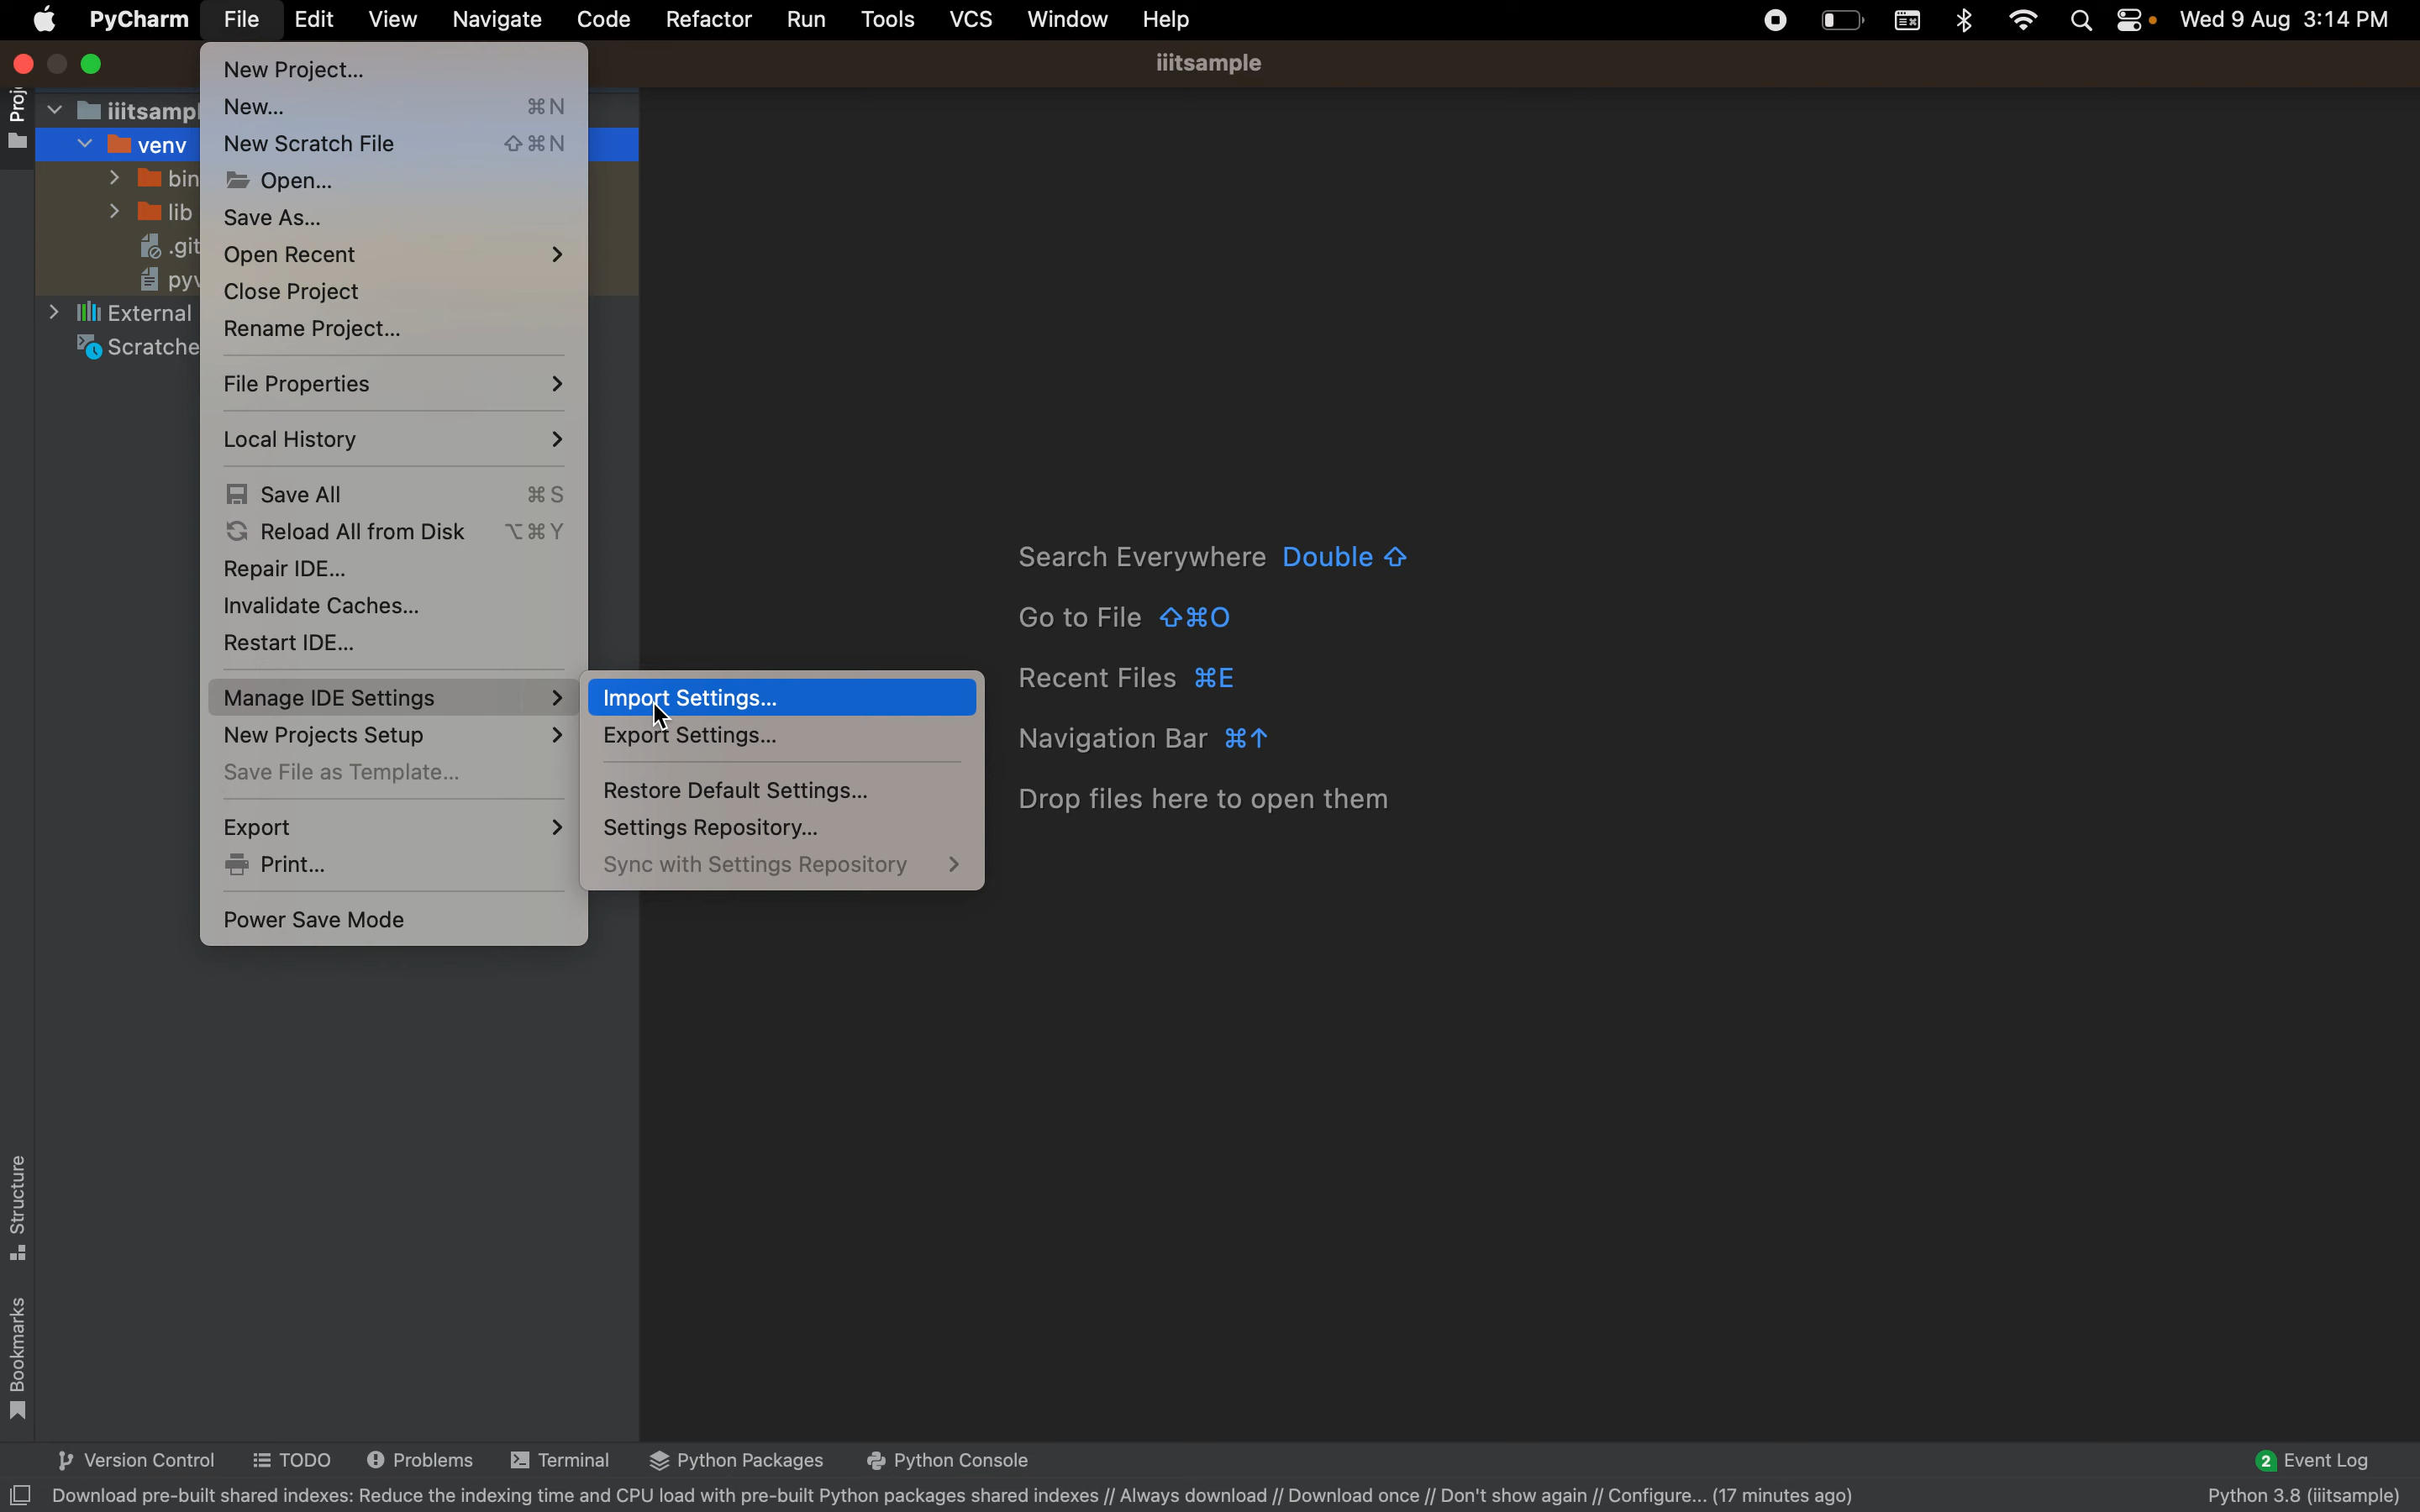 PyCharm File Edit View Navigate Code Refactor Run Tools VCS Window Help Wed 9 Aug 3:14 PM
iiitsample
New Project...
New... ⌘N
New Scratch File ⇧⌘N
Open...
Save As...
Open Recent
Close Project
Rename Project...
File Properties
Local History
Save All ⌘S
Reload All from Disk ⌥⌘Y
Repair IDE...
Invalidate Caches...
Restart IDE...
Manage IDE Settings
New Projects Setup
Save File as Template...
Export
Print...
Power Save Mode
Import Settings...
Export Settings...
Restore Default Settings...
Settings Repository...
Sync with Settings Repository
Proj
iiitsampl
venv
bin
lib
.git
pyv
External
Scratche
Search Everywhere Double ⇧
Go to File ⇧⌘O
Recent Files ⌘E
Navigation Bar ⌘↑
Drop files here to open them
Structure
Bookmarks
Version Control TODO Problems Terminal Python Packages Python Console 2 Event Log
Download pre-built shared indexes: Reduce the indexing time and CPU load with pre-built Python packages shared indexes // Always download // Download once // Don't show again // Configure... (17 minutes ago) Python 3.8 (iiitsample)